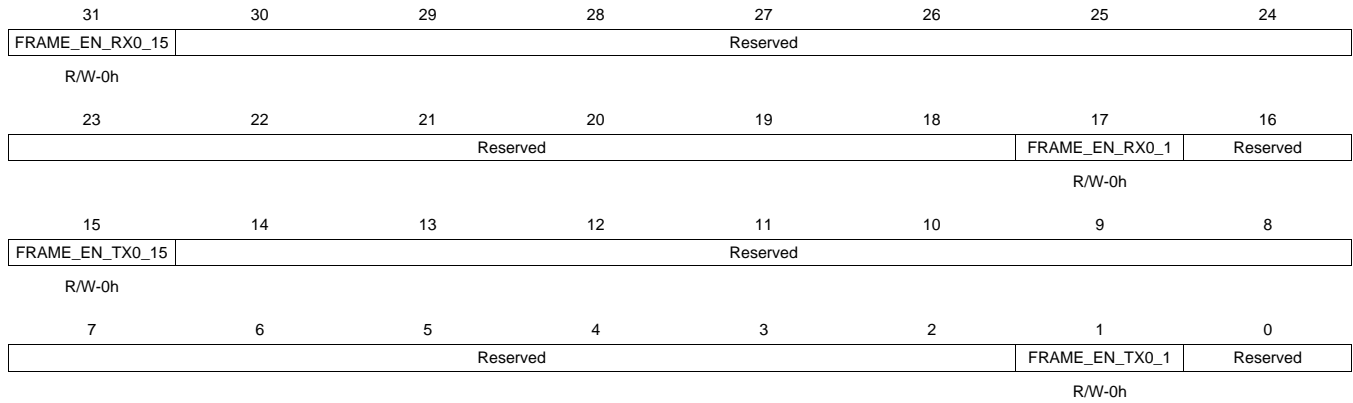 31 30 29 28 27 26 25 24
FRAME_EN_RX0_15 Reserved
R/W-0h
23 22 21 20 19 18 17 16
Reserved FRAME_EN_RX0_1 Reserved
R/W-0h
15 14 13 12 11 10 9 8
FRAME_EN_TX0_15 Reserved
R/W-0h
7 6 5 4 3 2 1 0
Reserved FRAME_EN_TX0_1 Reserved
R/W-0h